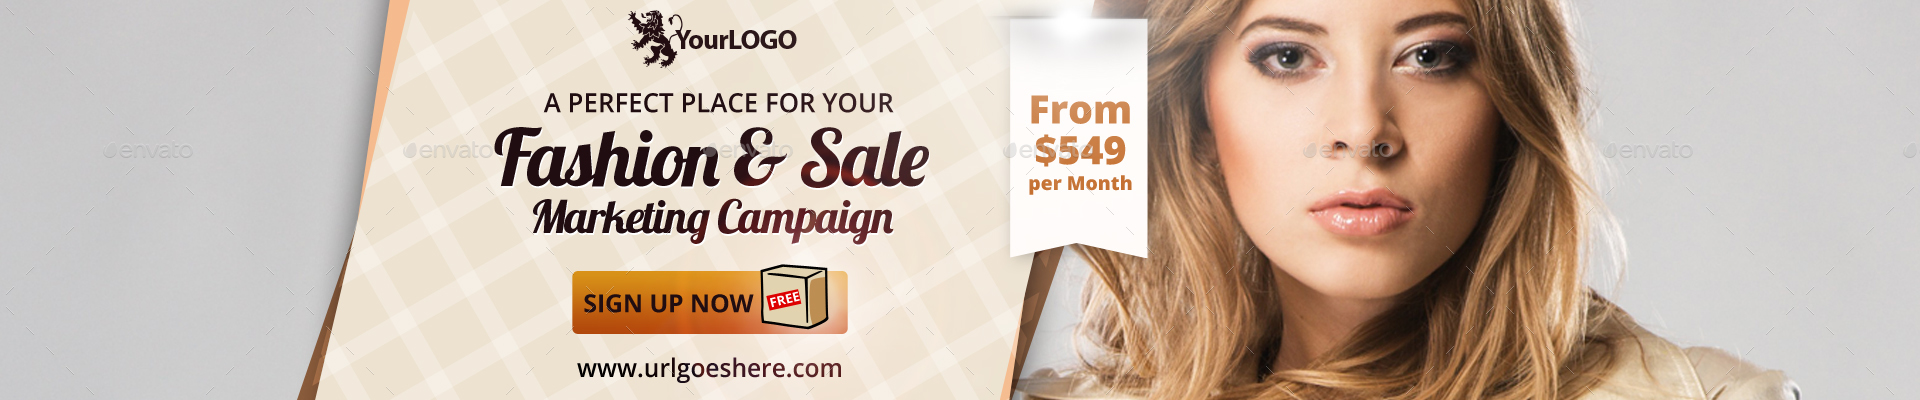 YourLOGO
A PERFECT PLACE FOR YOUR
Fashion & Sale
Marketing Campaign
SIGN UP NOW
FREE
www.urlgoeshere.com
From
$549
per Month
envato
envato
envato
envato
envato
envato